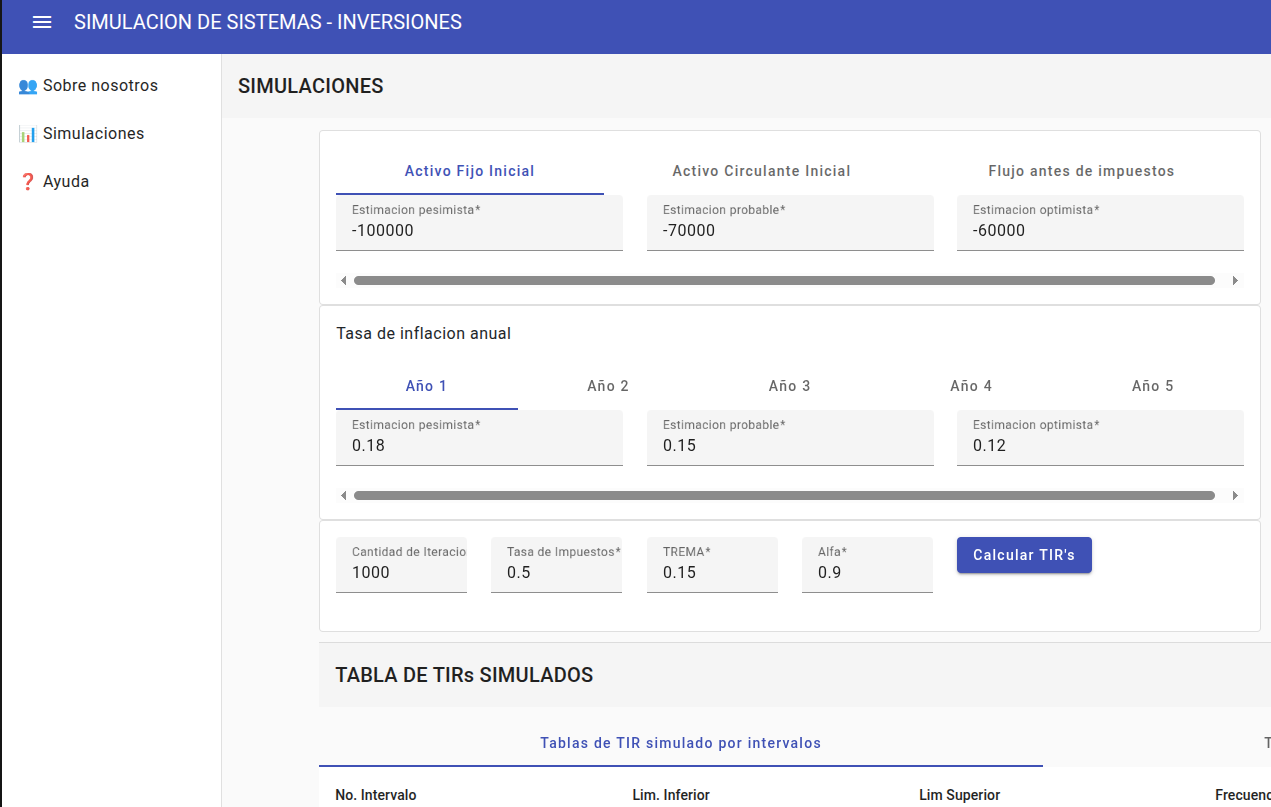 SIMULACION DE SISTEMAS - INVERSIONES
Sobre nosotros
Simulaciones
Ayuda
SIMULACIONES
Activo Fijo Inicial Activo Circulante Inicial Flujo antes de impuestos
Estimacion pesimista* Estimacion probable* Estimacion optimista*
-100000 -70000 -60000
Tasa de inflacion anual
Año 1 Año 2 Año 3 Año 4 Año 5
Estimacion pesimista* Estimacion probable* Estimacion optimista*
0.18 0.15 0.12
Cantidad de Iteracio Tasa de Impuestos* TREMA* Alfa*
1000 0.5 0.15 0.9 Calcular TIR's
TABLA DE TIRs SIMULADOS
Tablas de TIR simulado por intervalos T
No. Intervalo Lim. Inferior Lim Superior Frecuenc